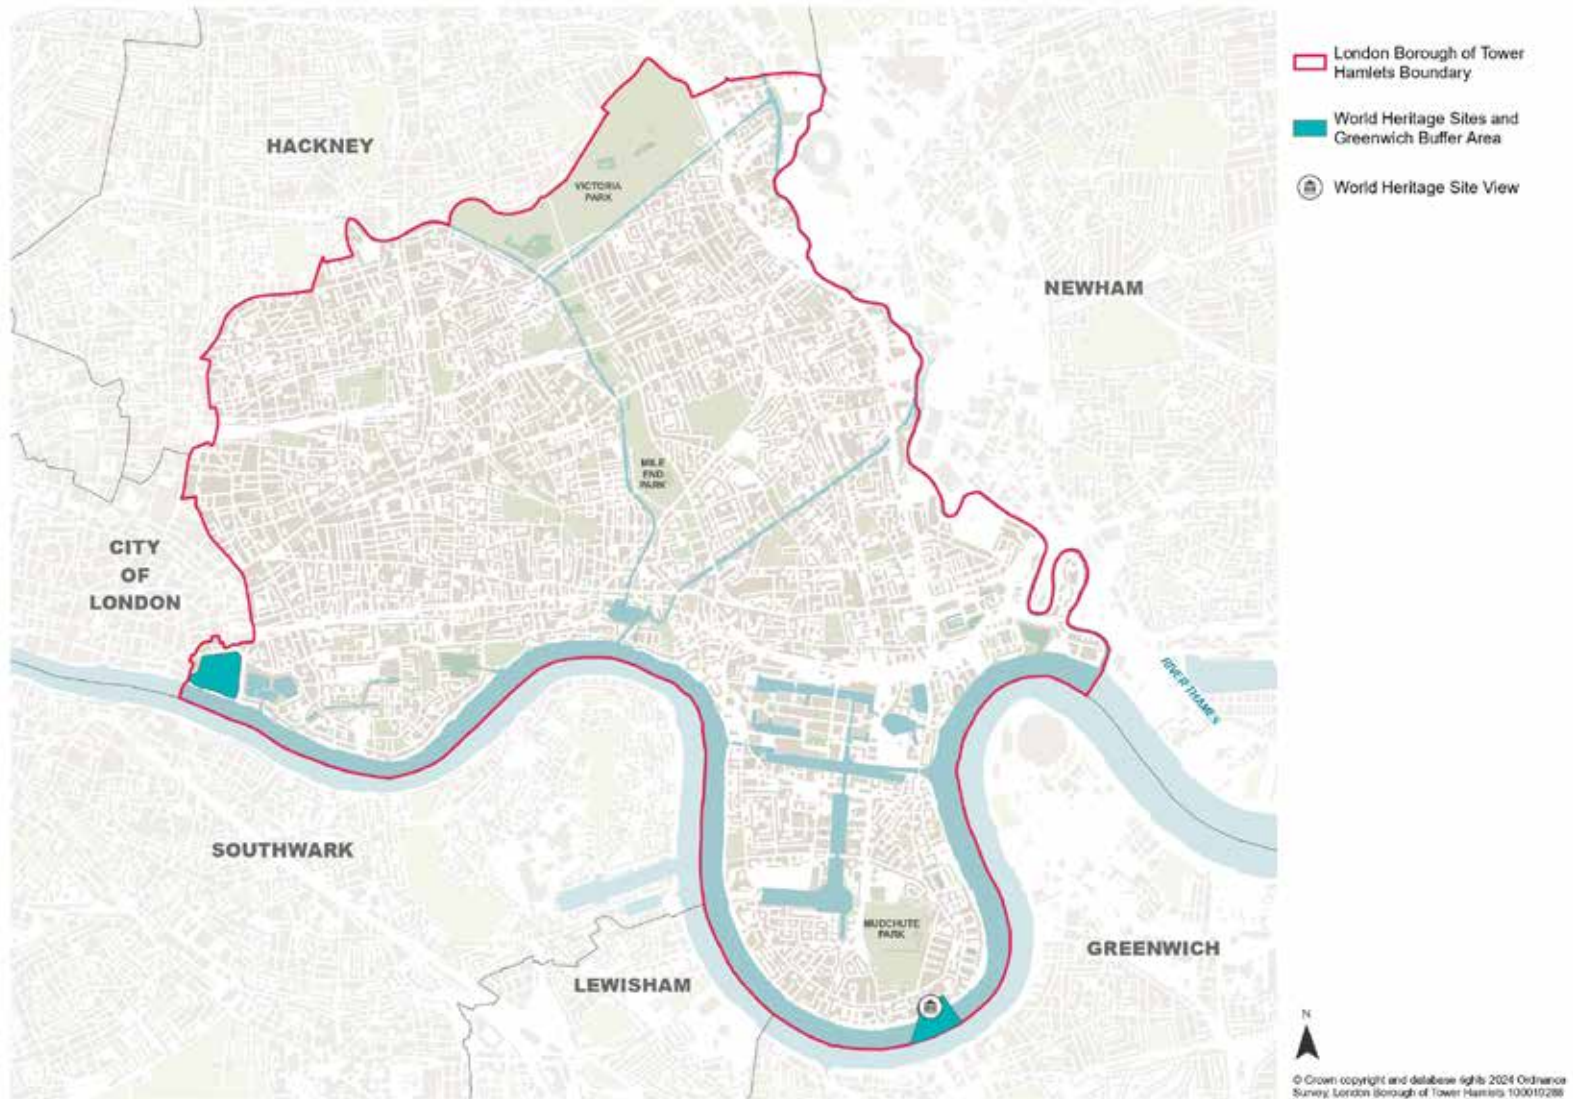 London Borough of Tower
Hamlets Boundary
World Heritage Sites and
Greenwich Buffer Area
World Heritage Site View
HACKNEY
VICTORIA
PARK
NEWHAM
MILE
END
PARK
CITY
OF
LONDON
RIVER THAMES
SOUTHWARK
MUDCHUTE
PARK
GREENWICH
LEWISHAM
N
© Crown copyright and database rights 2024 Ordnance
Survey, London Borough of Tower Hamlets 100019288